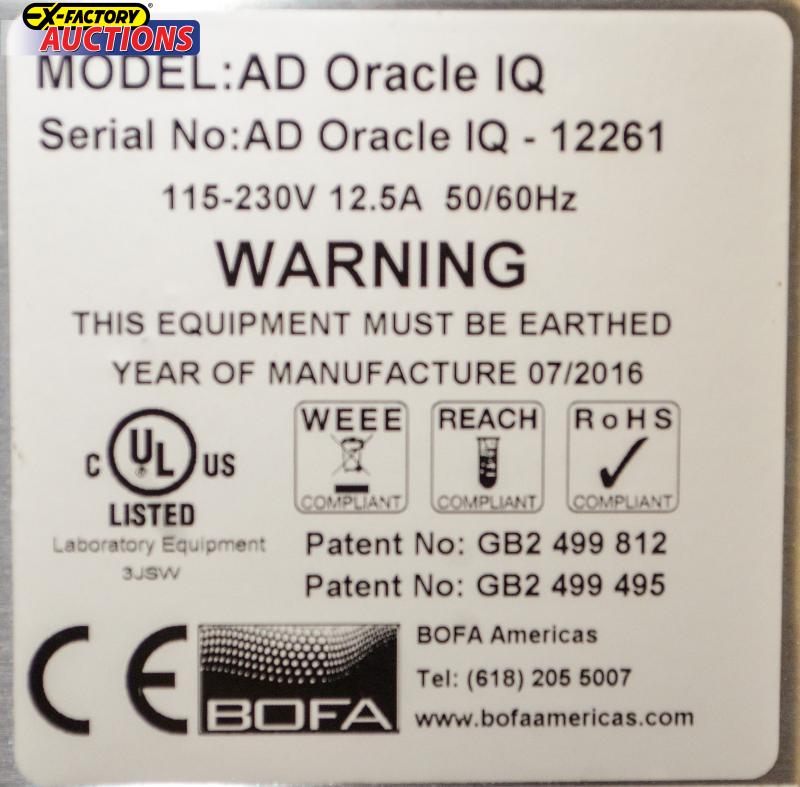 EX-FACTORY
AUCTIONS
MODEL:AD Oracle IQ
Serial No:AD Oracle IQ - 12261
115-230V 12.5A 50/60Hz
WARNING
THIS EQUIPMENT MUST BE EARTHED
YEAR OF MANUFACTURE 07/2016
C UL US
LISTED
Laboratory Equipment
3JSW
WEEE
COMPLIANT
REACH
COMPLIANT
RoHS
COMPLIANT
Patent No: GB2 499 812
Patent No: GB2 499 495
CE
BOFA
BOFA Americas
Tel: (618) 205 5007
www.bofaamericas.com